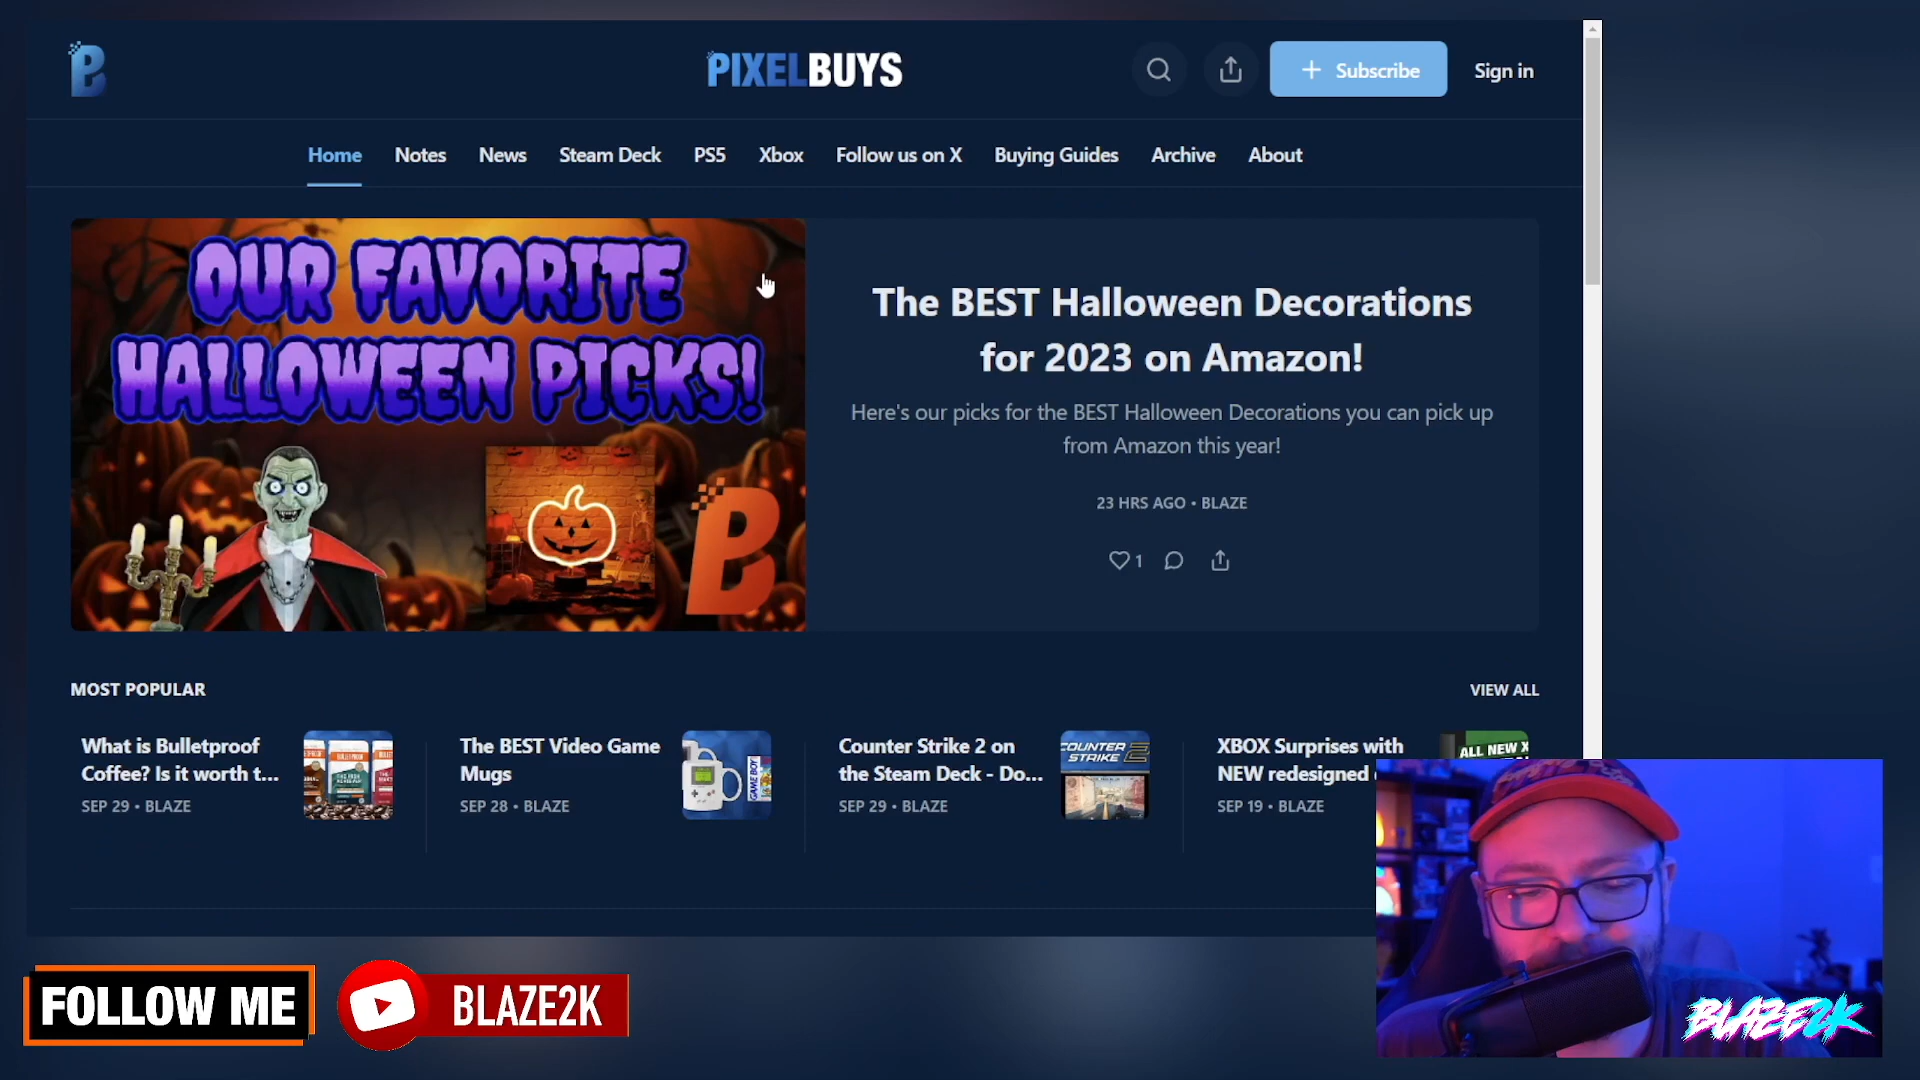 PIXELBUYS
Subscribe
Sign in
Home
Notes
News
Steam Deck
PS5
Xbox
Follow us on X
Buying Guides
Archive
About
OUR FAVORITE
HALLOWEEN PICKS!
The BEST Halloween Decorations
for 2023 on Amazon!
Here's our picks for the BEST Halloween Decorations you can pick up
from Amazon this year!
23 HRS AGO • BLAZE
1
MOST POPULAR
VIEW ALL
What is Bulletproof
Coffee? Is it worth t...
SEP 29 • BLAZE
The BEST Video Game
Mugs
SEP 28 • BLAZE
GAME BOY
Counter Strike 2 on
the Steam Deck - Do...
SEP 29 • BLAZE
COUNTER
STRIKE 2
XBOX Surprises with
NEW redesigned
SEP 19 • BLAZE
ALL NEW X
FOLLOW ME
BLAZE2K
BLAZE2K